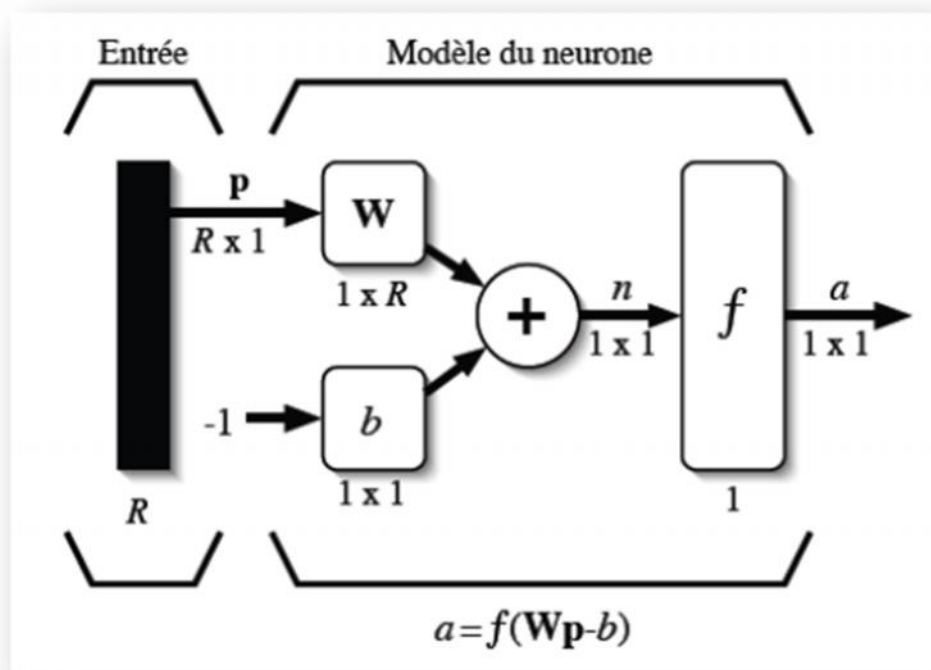 Entrée
Modèle du neurone
p
R x 1
W
1 x R
+
n
1 x 1
f
a
1 x 1
-1
b
1 x 1
R
1
a=f(Wp-b)